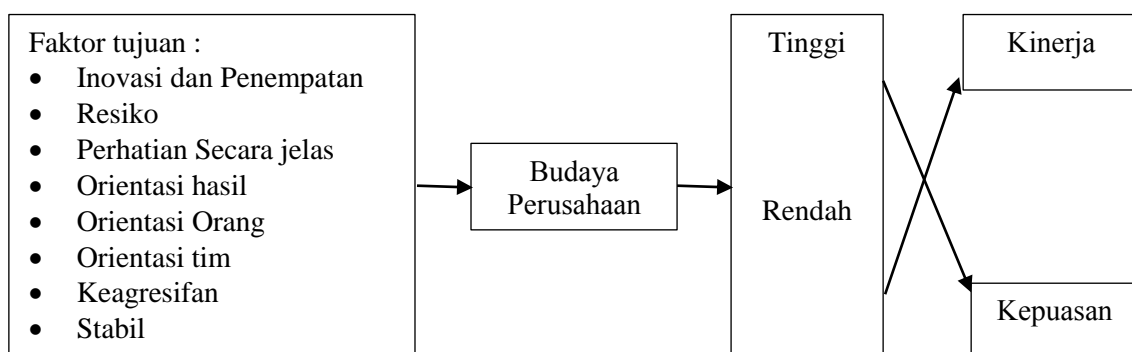 Faktor tujuan :
• Inovasi dan Penempatan
• Resiko
• Perhatian Secara jelas
• Orientasi hasil
• Orientasi Orang
• Orientasi tim
• Keagresifan
• Stabil
Budaya
Perusahaan
Tinggi
Rendah
Kinerja
Kepuasan